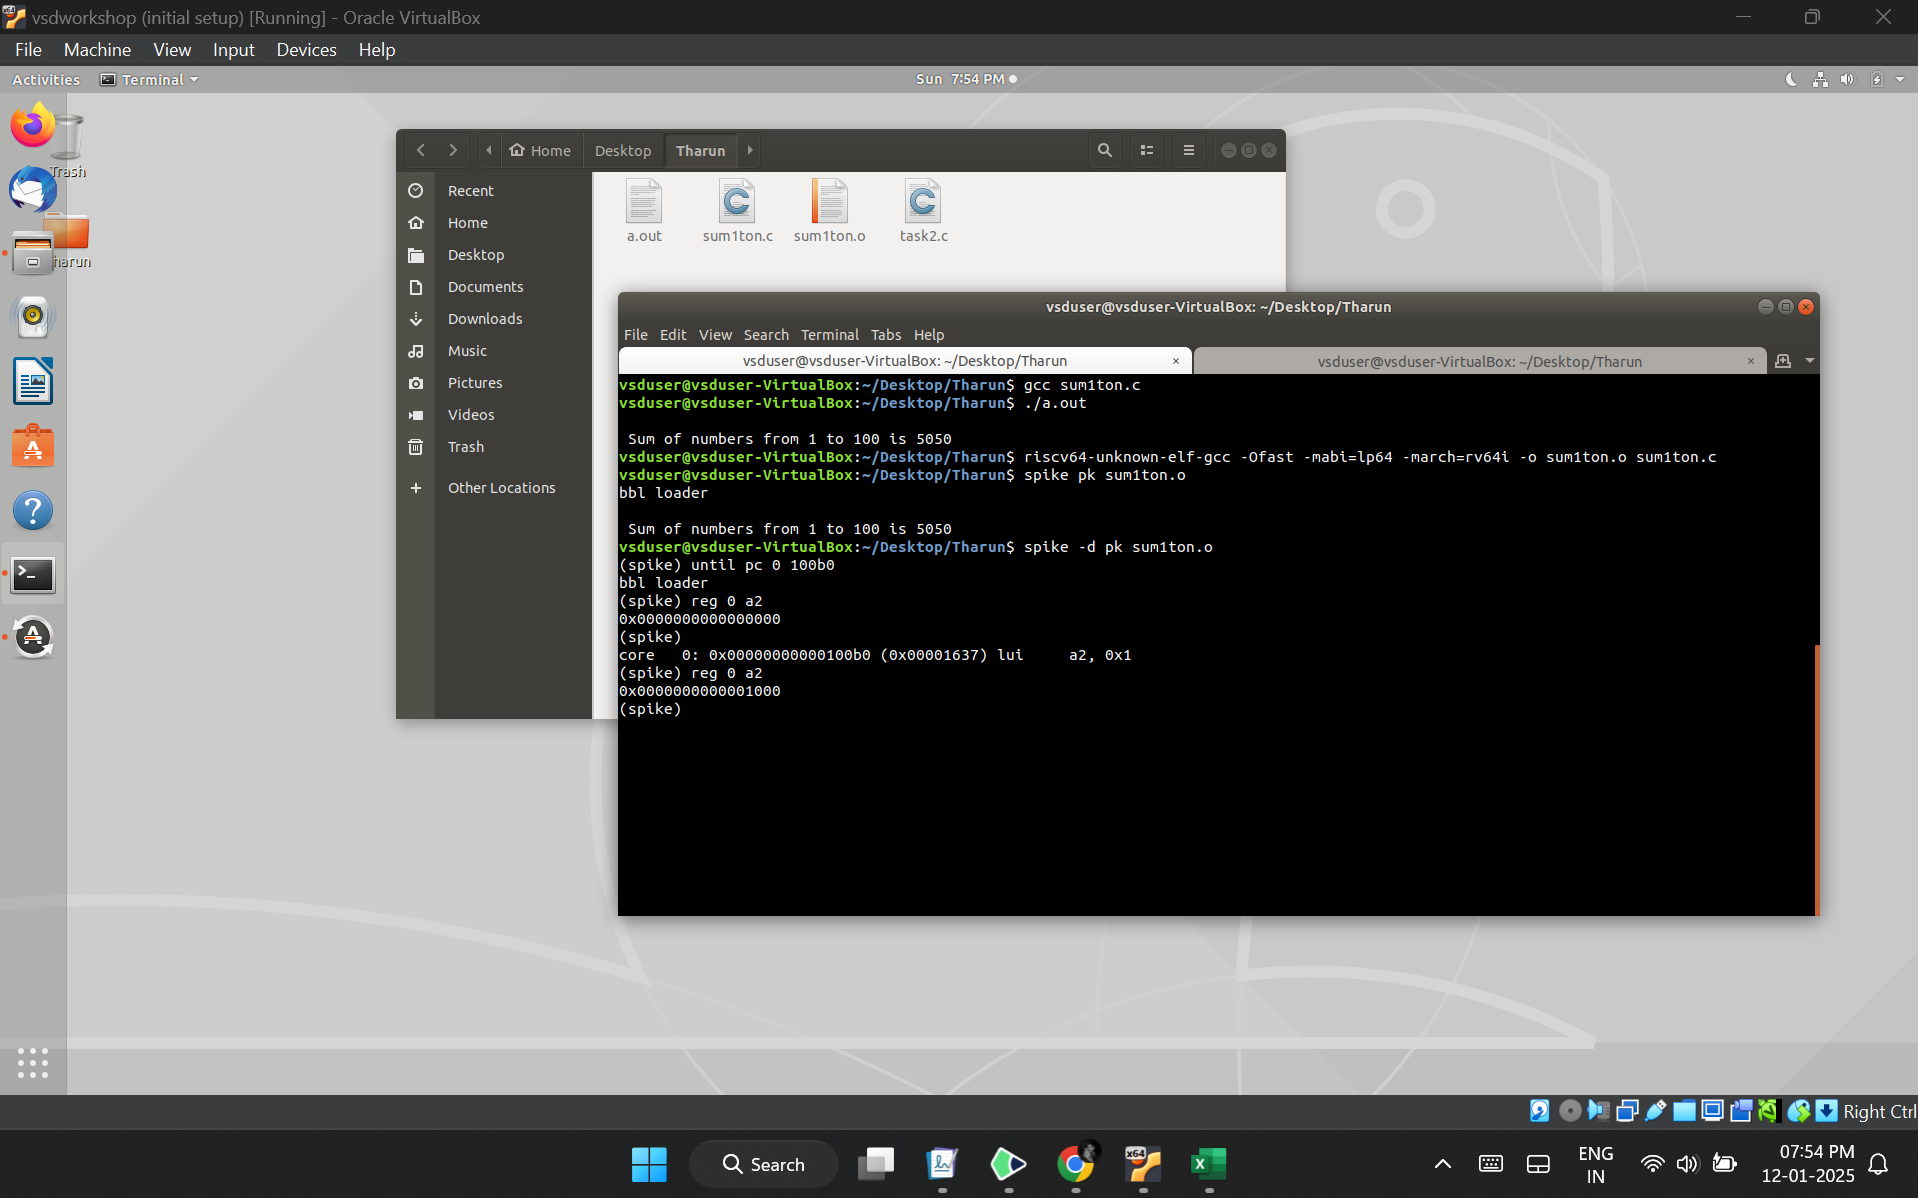 vsdworkshop (initial setup) [Running] - Oracle VirtualBox
File Machine View Input Devices Help
Activities Terminal Sun 7:54 PM
Trash
harun
Home Desktop Tharun
Recent
Home
Desktop
Documents
Downloads
Music
Pictures
Videos
Trash
Other Locations
a.out sum1ton.c sum1ton.o task2.c
vsduser@vsduser-VirtualBox: ~/Desktop/Tharun
File Edit View Search Terminal Tabs Help
vsduser@vsduser-VirtualBox: ~/Desktop/Tharun × vsduser@vsduser-VirtualBox: ~/Desktop/Tharun ×
vsduser@vsduser-VirtualBox:~/Desktop/Tharun$ gcc sum1ton.c
vsduser@vsduser-VirtualBox:~/Desktop/Tharun$ ./a.out
Sum of numbers from 1 to 100 is 5050
vsduser@vsduser-VirtualBox:~/Desktop/Tharun$ riscv64-unknown-elf-gcc -Ofast -mabi=lp64 -march=rv64i -o sum1ton.o sum1ton.c
vsduser@vsduser-VirtualBox:~/Desktop/Tharun$ spike pk sum1ton.o
bbl loader
Sum of numbers from 1 to 100 is 5050
vsduser@vsduser-VirtualBox:~/Desktop/Tharun$ spike -d pk sum1ton.o
(spike) until pc 0 100b0
bbl loader
(spike) reg 0 a2
0x0000000000000000
(spike)
core   0: 0x00000000000100b0 (0x00001637) lui     a2, 0x1
(spike) reg 0 a2
0x0000000000001000
(spike)
Right Ctrl
Search
x64
ENG
IN
07:54 PM
12-01-2025